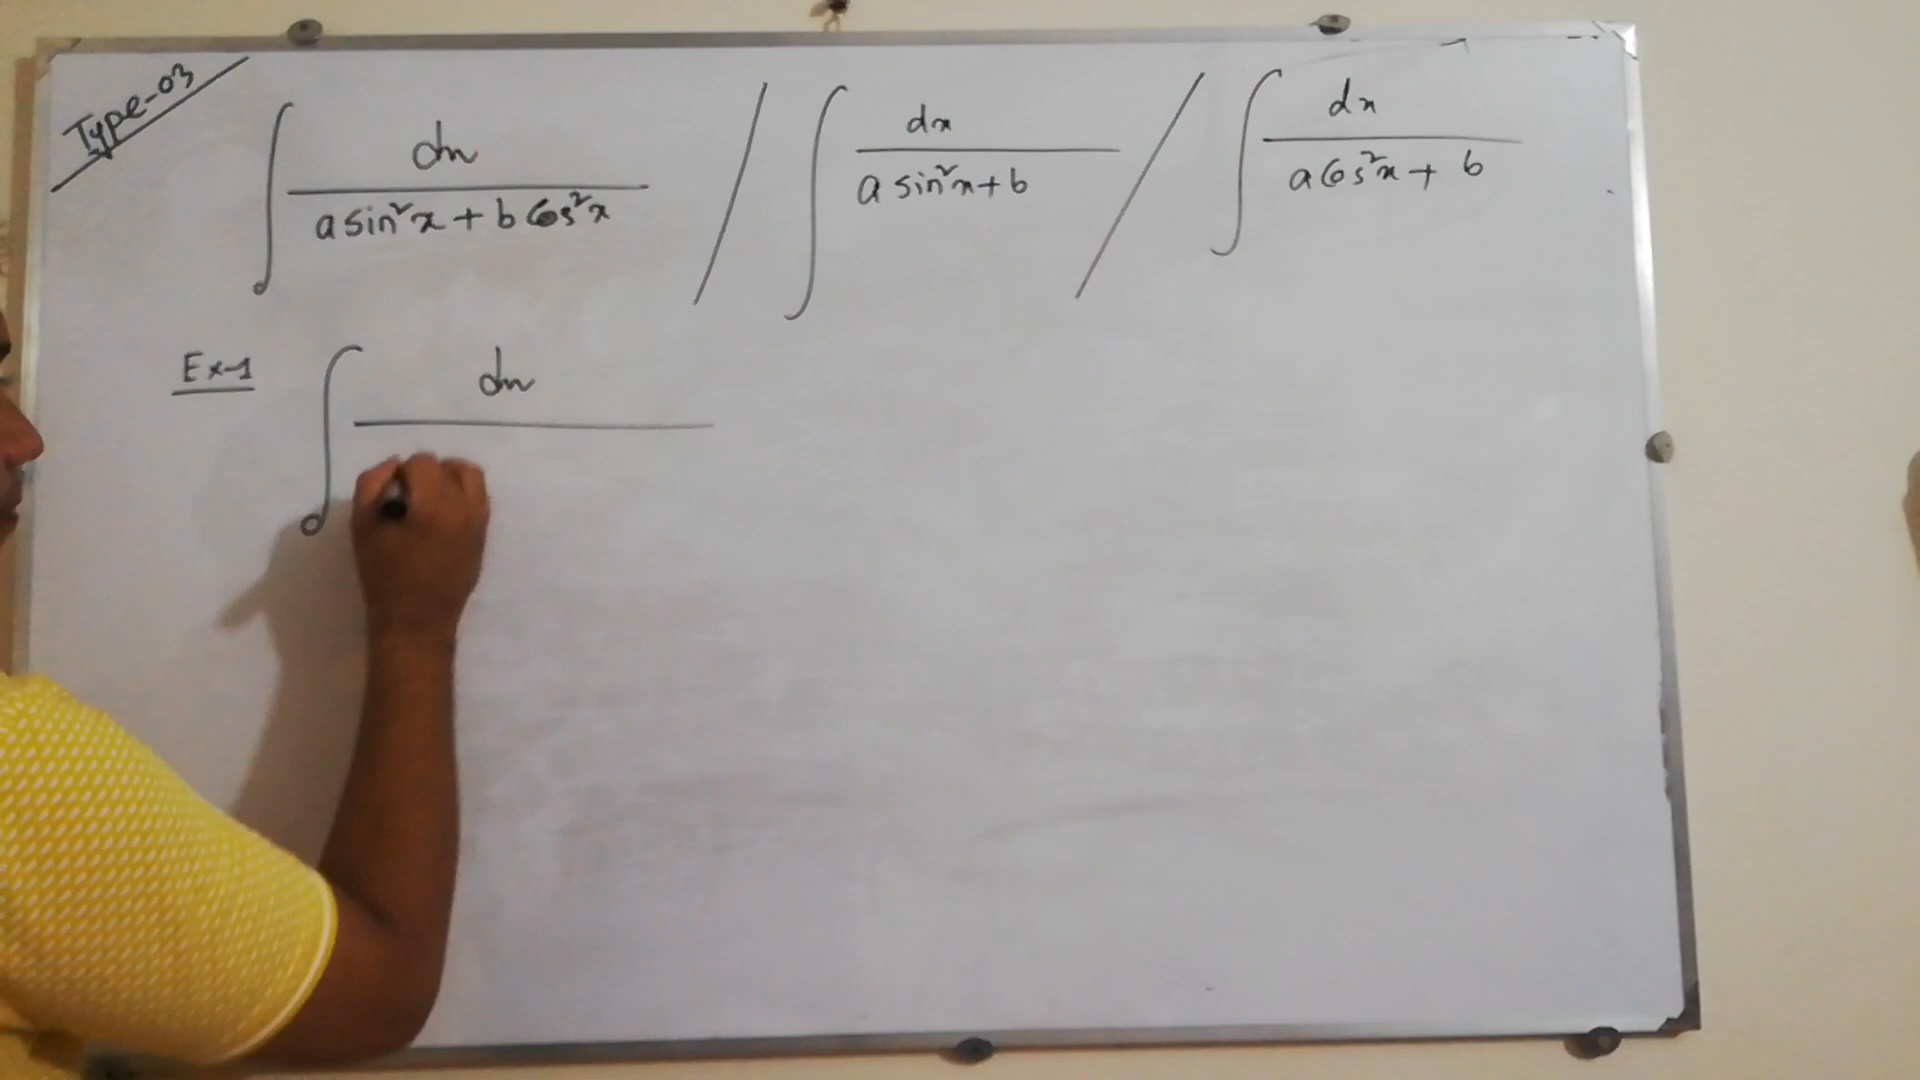 Type-03
∫ dx / (a sin²x + b cos²x) / ∫ dx / (a sin²x + b) / ∫ dx / (a cos²x + b)
Ex-1 ∫ dx